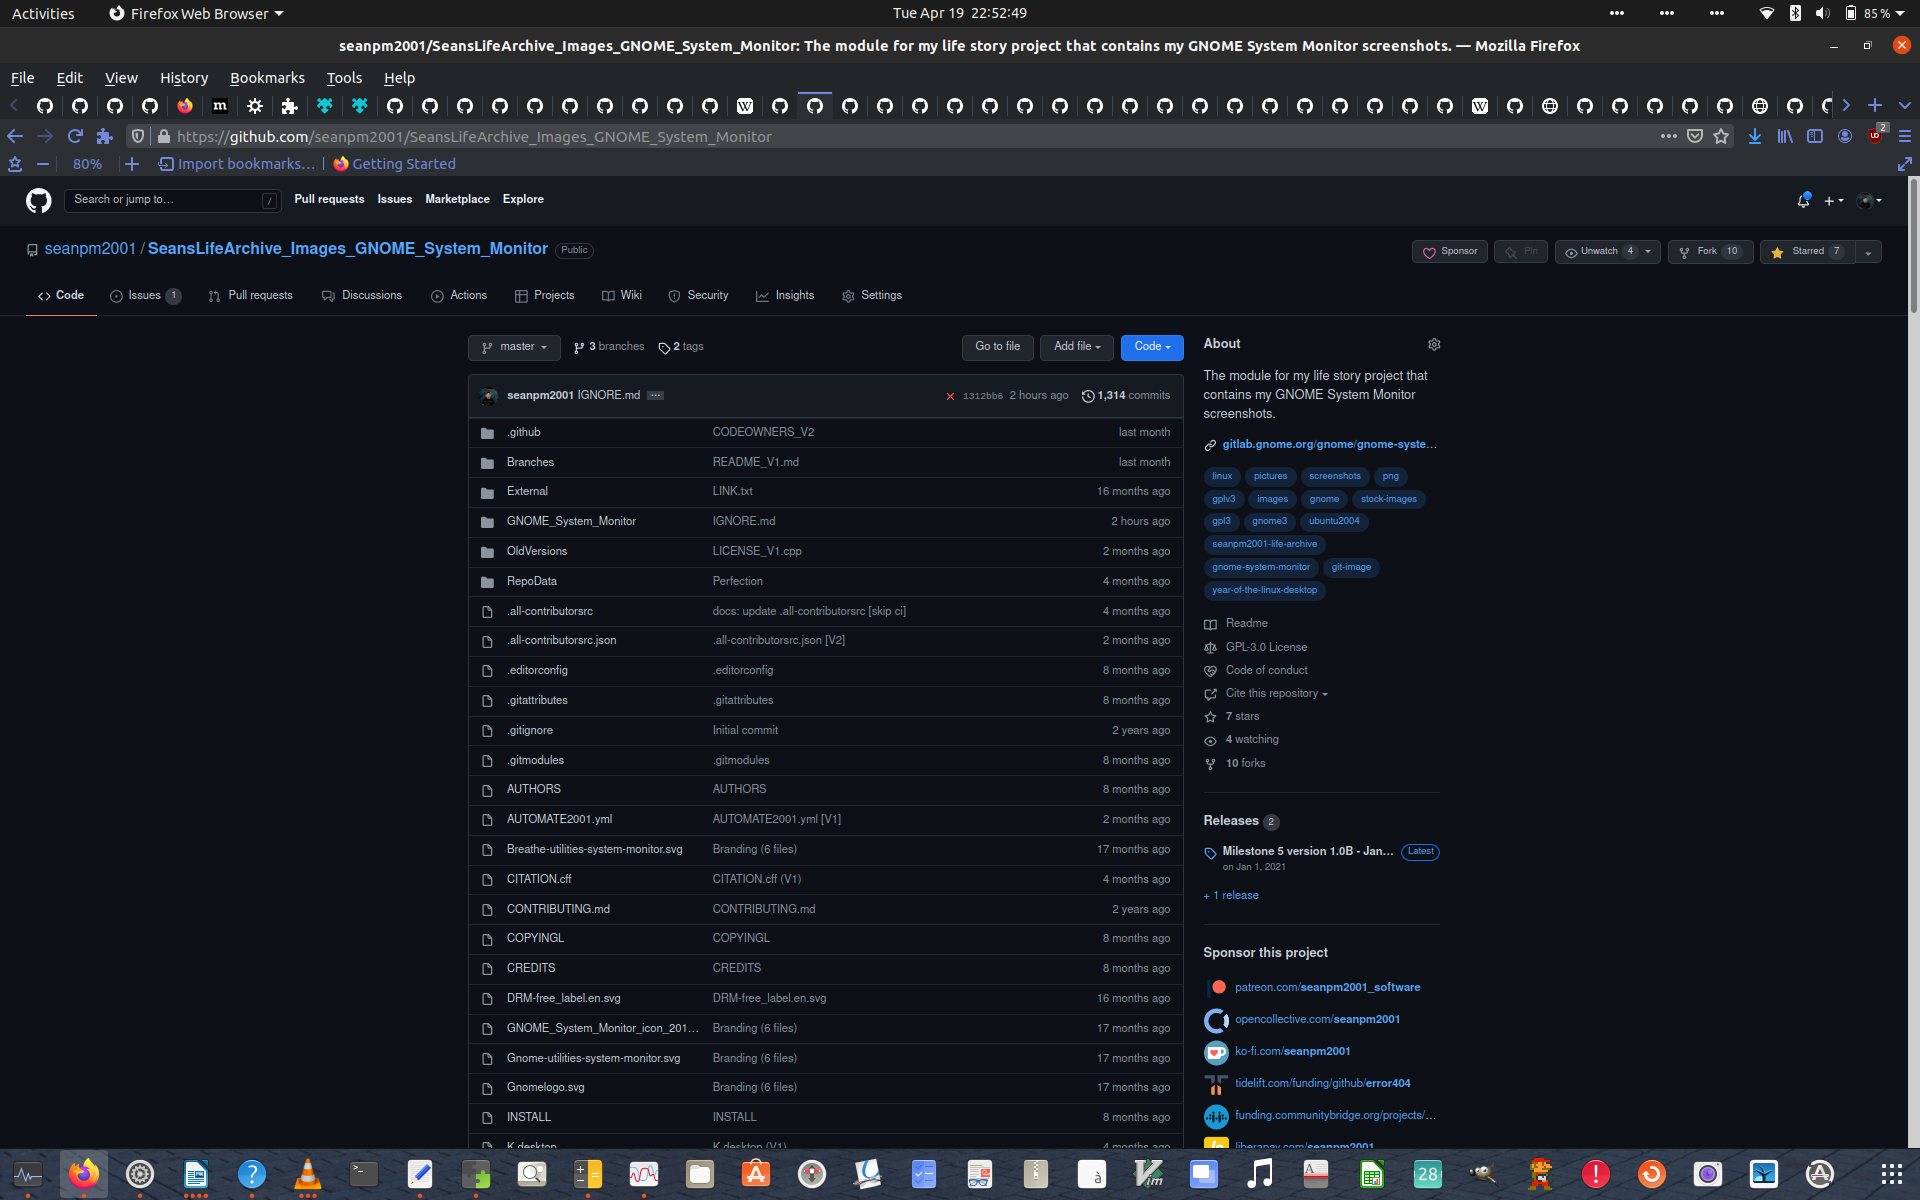 Activities
Firefox Web Browser
Tue Apr 19  22:52:49
85 %
seanpm2001/SeansLifeArchive_Images_GNOME_System_Monitor: The module for my life story project that contains my GNOME System Monitor screenshots. — Mozilla Firefox
File Edit View History Bookmarks Tools Help
https://github.com/seanpm2001/SeansLifeArchive_Images_GNOME_System_Monitor
2
80%
Import bookmarks...
Getting Started
Search or jump to...
/
Pull requests Issues Marketplace Explore
seanpm2001 / SeansLifeArchive_Images_GNOME_System_Monitor Public
Sponsor
Pin
Unwatch 4
Fork 10
Starred 7
Code
Issues 1
Pull requests
Discussions
Actions
Projects
Wiki
Security
Insights
Settings
master
3 branches
2 tags
Go to file
Add file
Code
seanpm2001 IGNORE.md ... 1312bb6 2 hours ago 1,314 commits
.github CODEOWNERS_V2 last month
Branches README_V1.md last month
External LINK.txt 16 months ago
GNOME_System_Monitor IGNORE.md 2 hours ago
OldVersions LICENSE_V1.cpp 2 months ago
RepoData Perfection 4 months ago
.all-contributorsrc docs: update .all-contributorsrc [skip ci] 4 months ago
.all-contributorsrc.json .all-contributorsrc.json [V2] 2 months ago
.editorconfig .editorconfig 8 months ago
.gitattributes .gitattributes 8 months ago
.gitignore Initial commit 2 years ago
.gitmodules .gitmodules 8 months ago
AUTHORS AUTHORS 8 months ago
AUTOMATE2001.yml AUTOMATE2001.yml [V1] 2 months ago
Breathe-utilities-system-monitor.svg Branding (6 files) 17 months ago
CITATION.cff CITATION.cff (V1) 4 months ago
CONTRIBUTING.md CONTRIBUTING.md 2 years ago
COPYINGL COPYINGL 8 months ago
CREDITS CREDITS 8 months ago
DRM-free_label.en.svg DRM-free_label.en.svg 16 months ago
GNOME_System_Monitor_icon_201... Branding (6 files) 17 months ago
Gnome-utilities-system-monitor.svg Branding (6 files) 17 months ago
Gnomelogo.svg Branding (6 files) 17 months ago
INSTALL INSTALL 8 months ago
K.desktop K.desktop (V1) 4 months ago
About
The module for my life story project that
contains my GNOME System Monitor
screenshots.
gitlab.gnome.org/gnome/gnome-syste...
linux pictures screenshots png
gplv3 images gnome stock-images
gpl3 gnome3 ubuntu2004
seanpm2001-life-archive
gnome-system-monitor git-image
year-of-the-linux-desktop
Readme
GPL-3.0 License
Code of conduct
Cite this repository
7 stars
4 watching
10 forks
Releases 2
Milestone 5 version 1.0B - Jan... Latest
on Jan 1, 2021
+ 1 release
Sponsor this project
patreon.com/seanpm2001_software
opencollective.com/seanpm2001
ko-fi.com/seanpm2001
tidelift.com/funding/github/error404
funding.communitybridge.org/projects/...
liberapay.com/seanpm2001
28